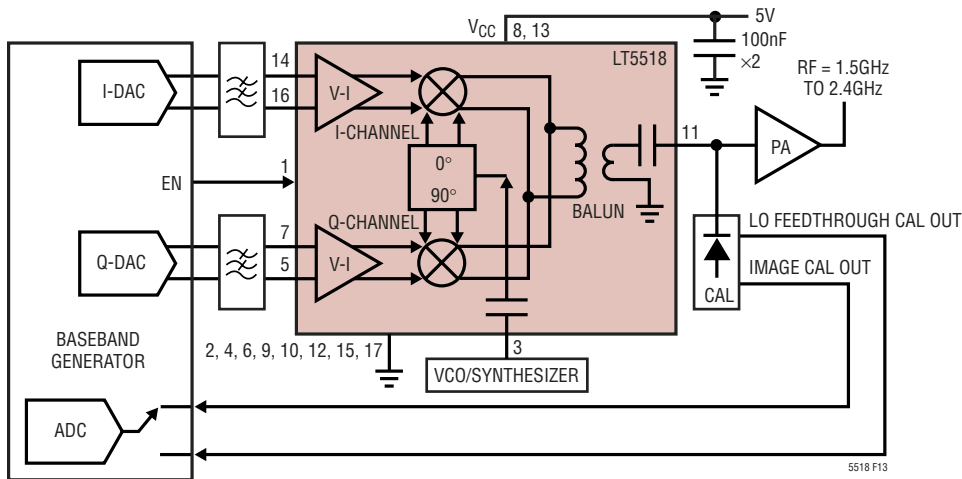 VCC
8, 13
5V
100nF
×2
LT5518
RF = 1.5GHz
TO 2.4GHz
I-DAC
14
16
V-I
I-CHANNEL
11
PA
EN
1
0°
90°
BALUN
Q-CHANNEL
Q-DAC
7
5
V-I
LO FEEDTHROUGH CAL OUT
IMAGE CAL OUT
CAL
BASEBAND
GENERATOR
2, 4, 6, 9, 10, 12, 15, 17
3
VCO/SYNTHESIZER
ADC
5518 F13